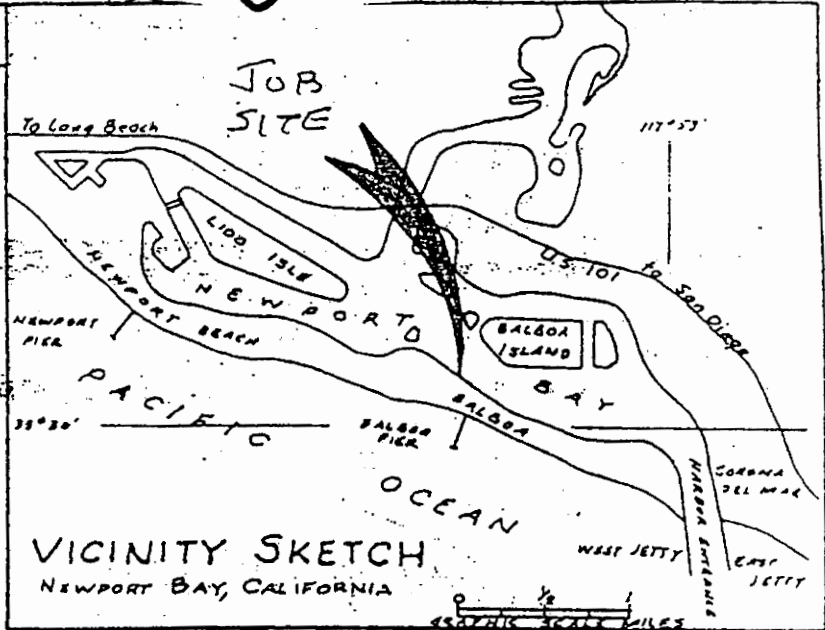 JOB
SITE
To Long Beach
117° 53'
LIDO ISLE
U.S. 101
to San Diego
NEWPORT
BAY
NEWPORT BEACH
NEWPORT
PIER
BALBOA
ISLAND
PACIFIC
OCEAN
BALBOA
BALBOA
PIER
CORONA
DEL MAR
HARBOR ENTRANCE
WEST JETTY
EAST
JETTY
VICINITY SKETCH
NEWPORT BAY, CALIFORNIA
0 1/2 1
SCALE MILES